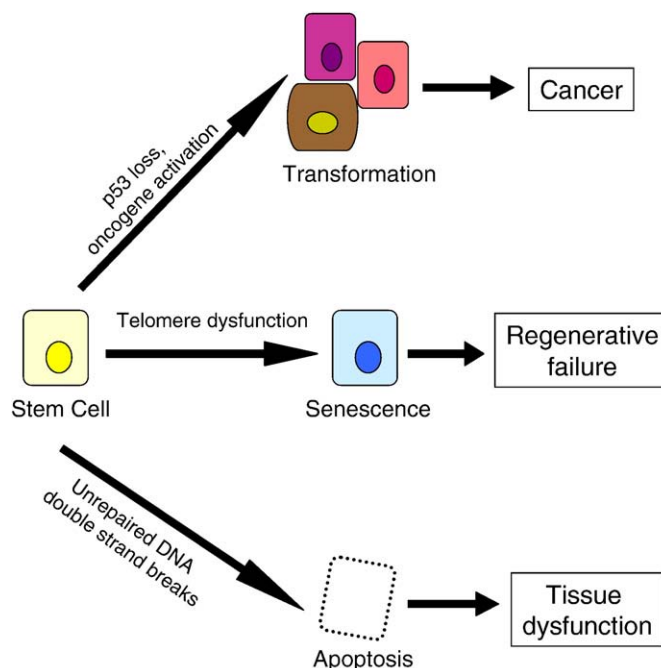 p53 loss,
oncogene activation
Transformation
Cancer
Telomere dysfunction
Stem Cell
Senescence
Regenerative
failure
Unrepaired DNA
double strand breaks
Apoptosis
Tissue
dysfunction